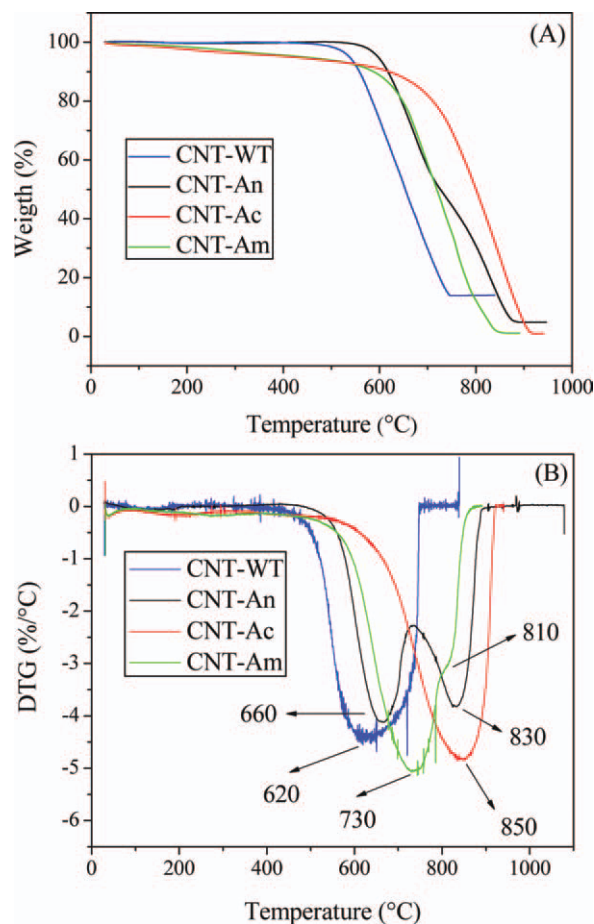 (A)
100
80
60
40
20
0
Weigth (%)
CNT-WT
CNT-An
CNT-Ac
CNT-Am
0 200 400 600 800 1000
Temperature (°C)
(B)
1
0
-1
-2
-3
-4
-5
-6
DTG (%/°C)
CNT-WT
CNT-An
CNT-Ac
CNT-Am
810
660
830
620
730
850
0 200 400 600 800 1000
Temperature (°C)